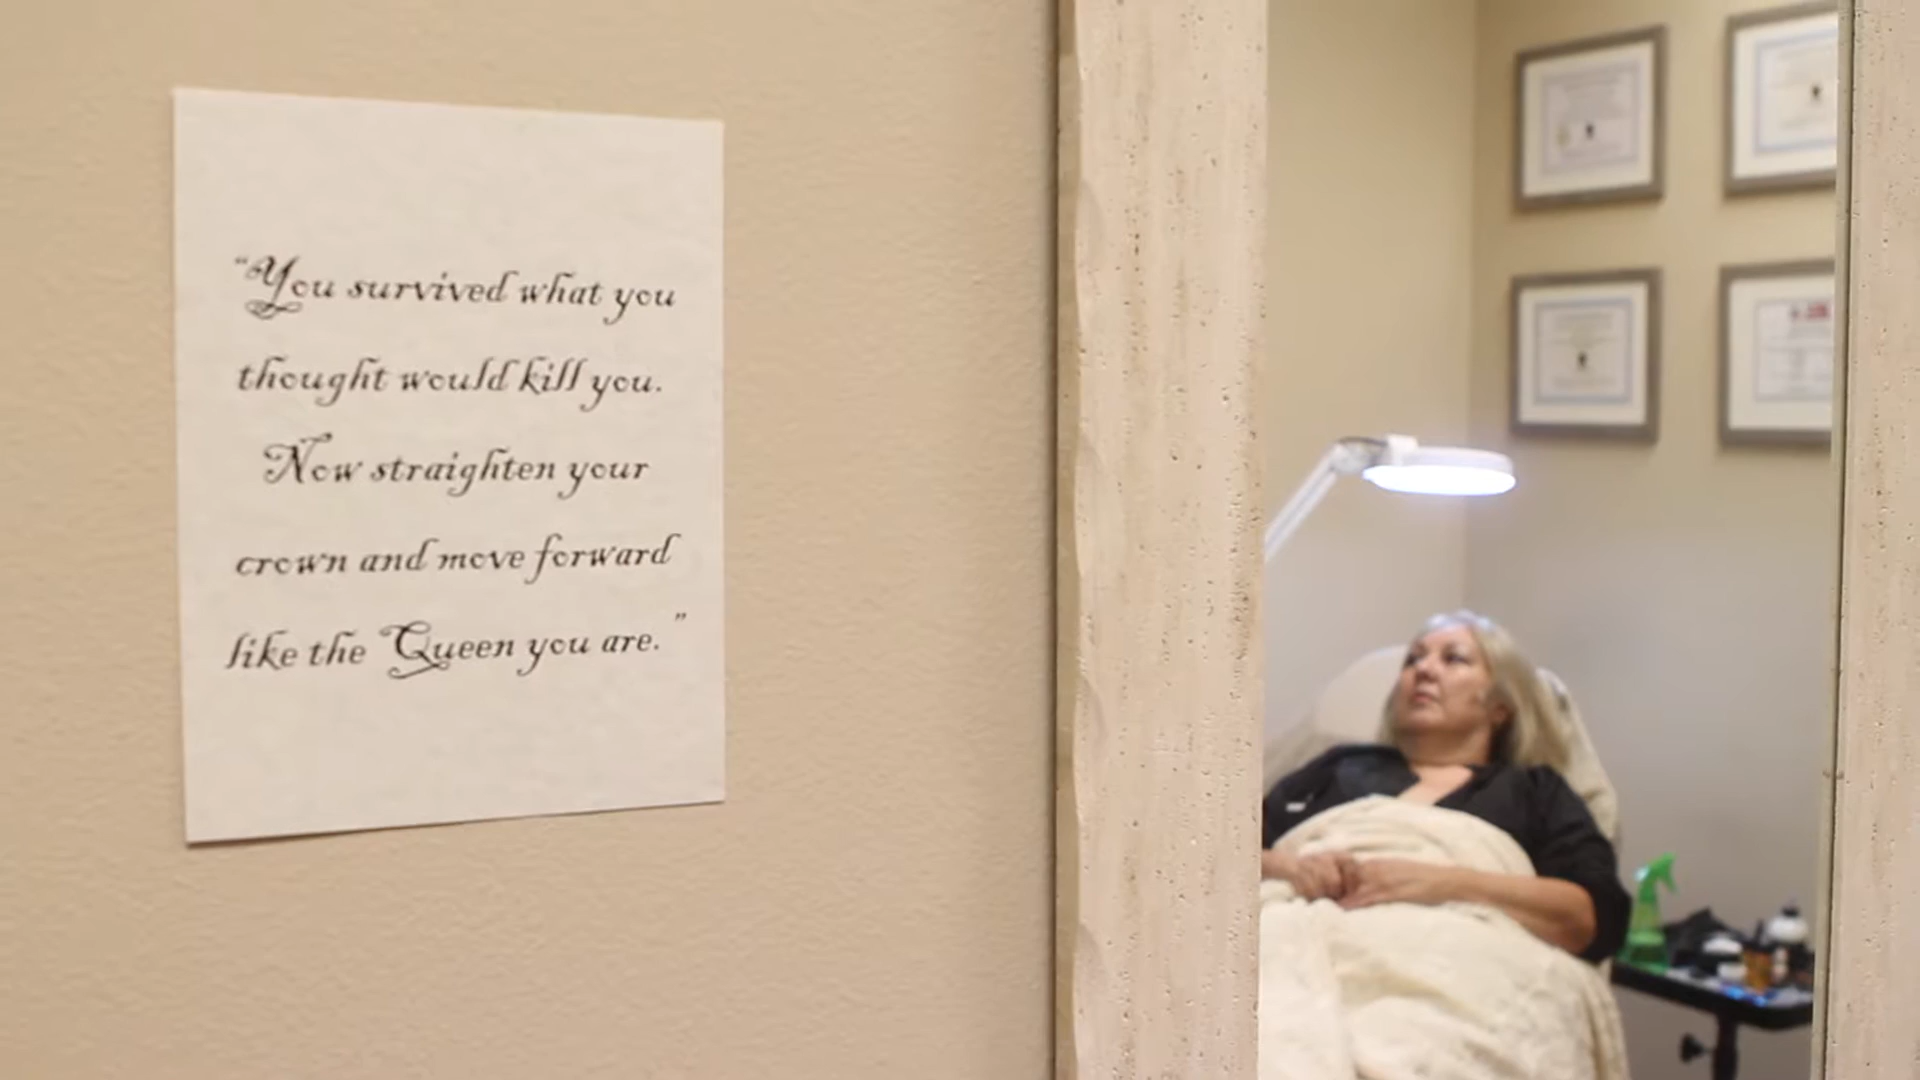 “You survived what you
thought would kill you.
Now straighten your
crown and move forward
like the Queen you are.”